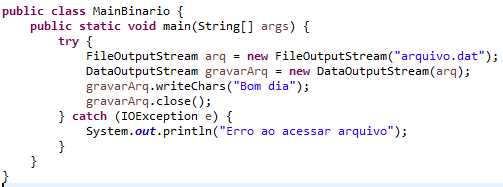 public class MainBinario {
public static void main(String[] args) {
try {
FileOutputStream arq = new FileOutputStream("arquivo.dat");
DataOutputStream gravarArq = new DataOutputStream(arq);
gravarArq.writeChars("Bom dia");
gravarArq.close();
} catch (IOException e) {
System.out.println("Erro ao acessar arquivo");
}
}
}